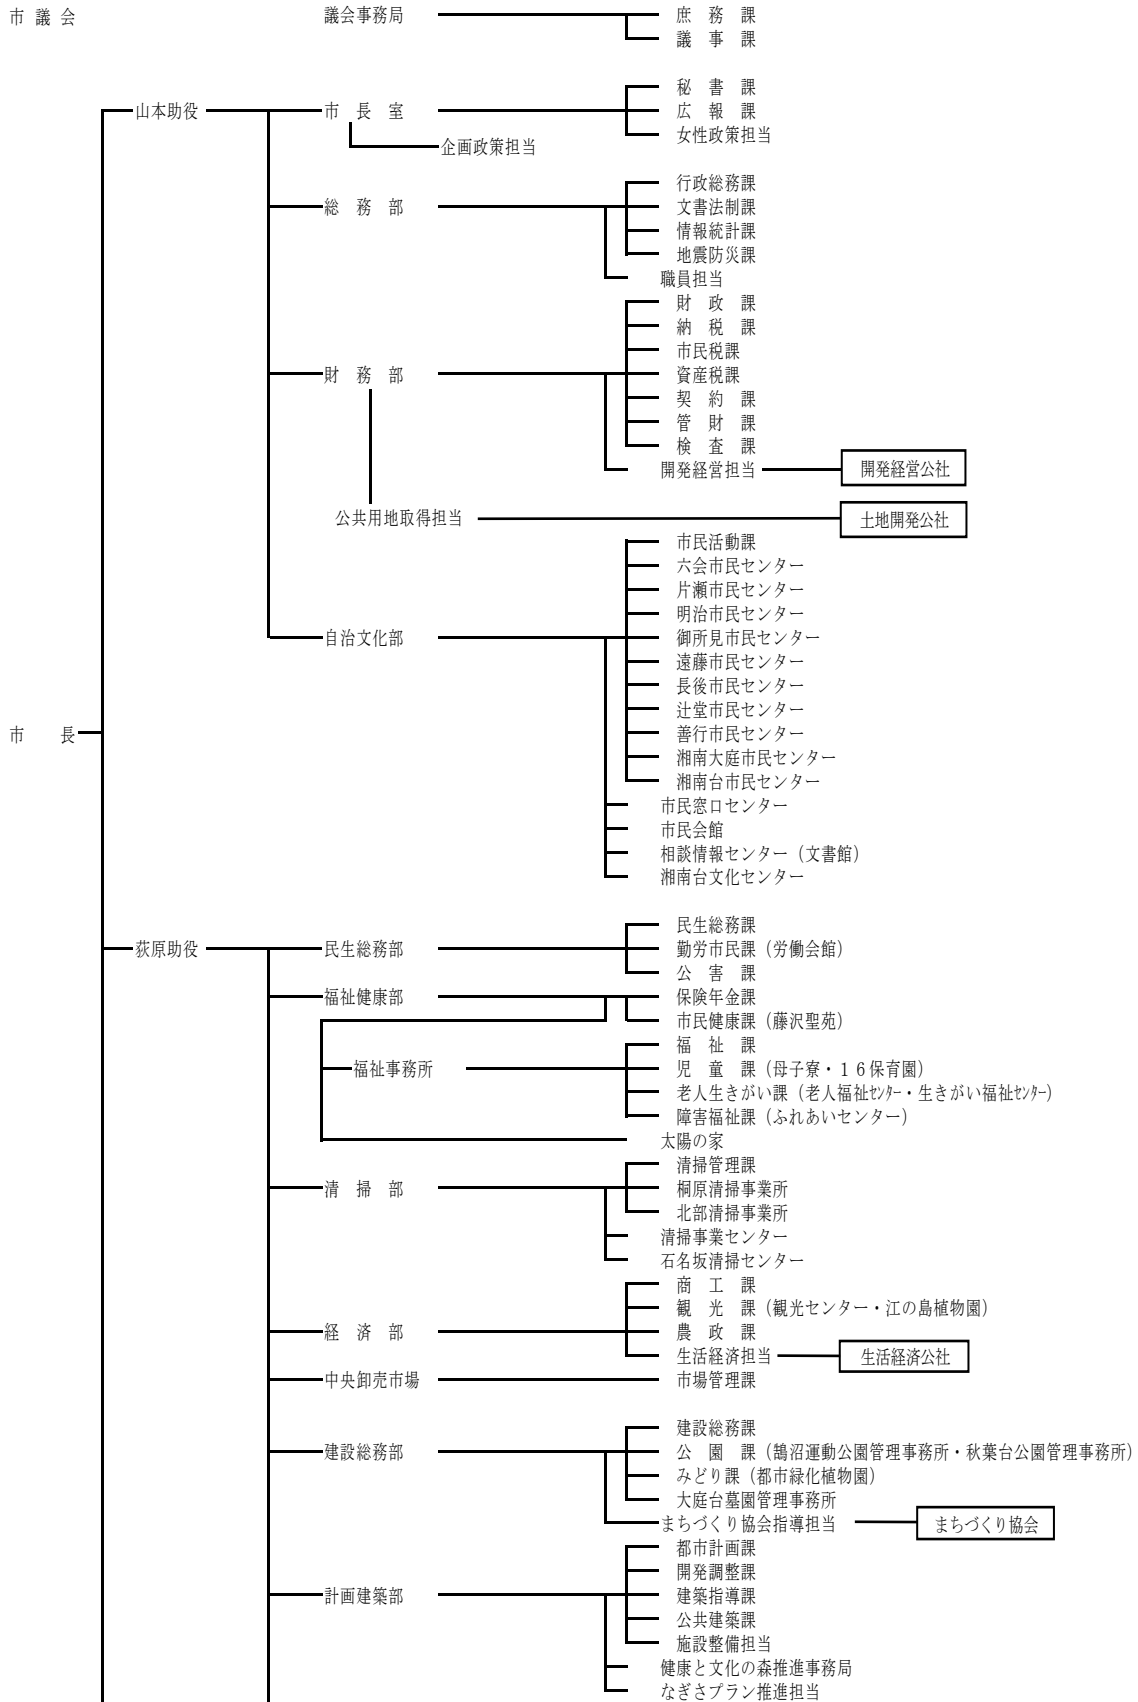 市 議 会　議会事務局　庶　務　課
議　事　課
秘　書　課
山本助役　市　長　室　広　報　課
女性政策担当
企画政策担当
行政総務課
総　務　部　文書法制課
情報統計課
地震防災課
職員担当
財　政　課
納　税　課
市民税課
財　務　部　資産税課
契　約　課
管　財　課
検　査　課
開発経営担当　開発経営公社
公共用地取得担当　土地開発公社
市民活動課
六会市民センター
片瀬市民センター
明治市民センター
自治文化部　御所見市民センター
遠藤市民センター
長後市民センター
辻堂市民センター
市　　長　善行市民センター
湘南大庭市民センター
湘南台市民センター
市民窓口センター
市民会館
相談情報センター（文書館）
湘南台文化センター
民生総務課
荻原助役　民生総務部　勤労市民課（労働会館）
公　害　課
福祉健康部　保険年金課
市民健康課（藤沢聖苑）
福　祉　課
福祉事務所　児　童　課（母子寮・１６保育園）
老人生きがい課（老人福祉ｾﾝﾀｰ・生きがい福祉ｾﾝﾀｰ）
障害福祉課（ふれあいセンター）
太陽の家
清掃管理課
清　掃　部　桐原清掃事業所
北部清掃事業所
清掃事業センター
石名坂清掃センター
商　工　課
観　光　課（観光センター・江の島植物園）
経　済　部　農　政　課
生活経済担当　生活経済公社
中央卸売市場　市場管理課
建設総務課
建設総務部　公　園　課（鵠沼運動公園管理事務所・秋葉台公園管理事務所）
みどり課（都市緑化植物園）
大庭台墓園管理事務所
まちづくり協会指導担当　まちづくり協会
都市計画課
開発調整課
計画建築部　建築指導課
公共建築課
施設整備担当
健康と文化の森推進事務局
なぎさプラン推進担当